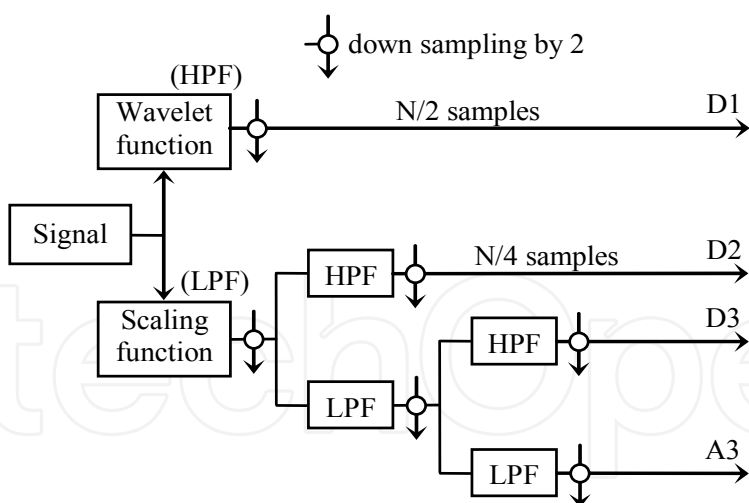 down sampling by 2
(HPF)
Wavelet
function
N/2 samples
D1
Signal
(LPF)
Scaling
function
HPF
N/4 samples
D2
LPF
HPF
D3
LPF
A3
techOpe